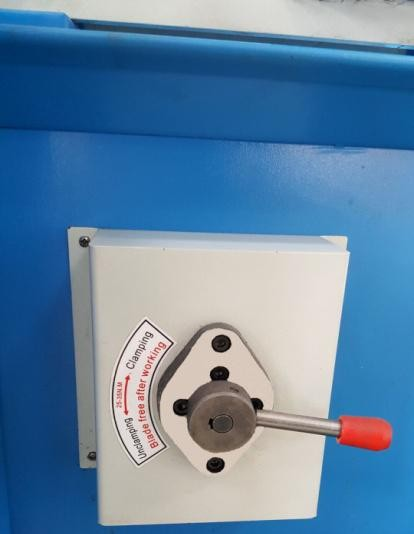 Unclamping 25-35N.M Clamping
Blade free after working